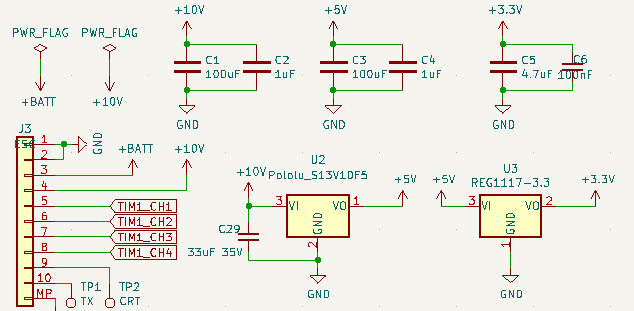 +10V
+5V
+3.3V
PWR_FLAG
PWR_FLAG
C1
100uF
C2
1uF
C3
100uF
C4
1uF
C5
4.7uF
C6
100nF
+BATT
+10V
GND
GND
GND
J3
ESC
1
2
3
4
5
6
7
8
9
10
MP
GND
+BATT
+10V
TIM1_CH1
TIM1_CH2
TIM1_CH3
TIM1_CH4
TP1
TX
TP2
CRT
+10V
U2
Pololu_S13V10F5
3
VI
VO
1
GND
2
+5V
C29
33uF 35V
GND
+5V
U3
REG1117-3.3
3
VI
VO
2
GND
1
+3.3V
GND